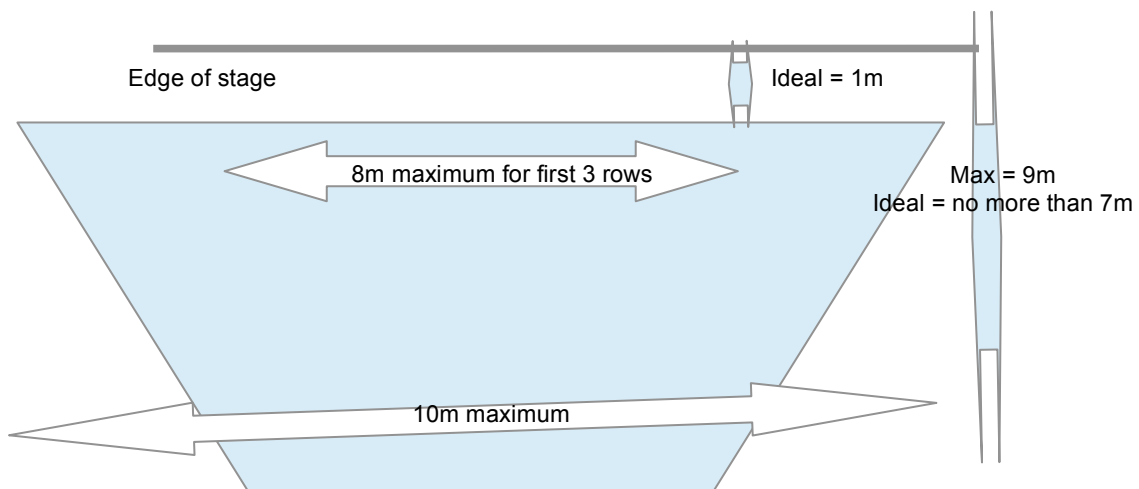 Edge of stage
Ideal = 1m
8m maximum for first 3 rows
Max = 9m
Ideal = no more than 7m
10m maximum